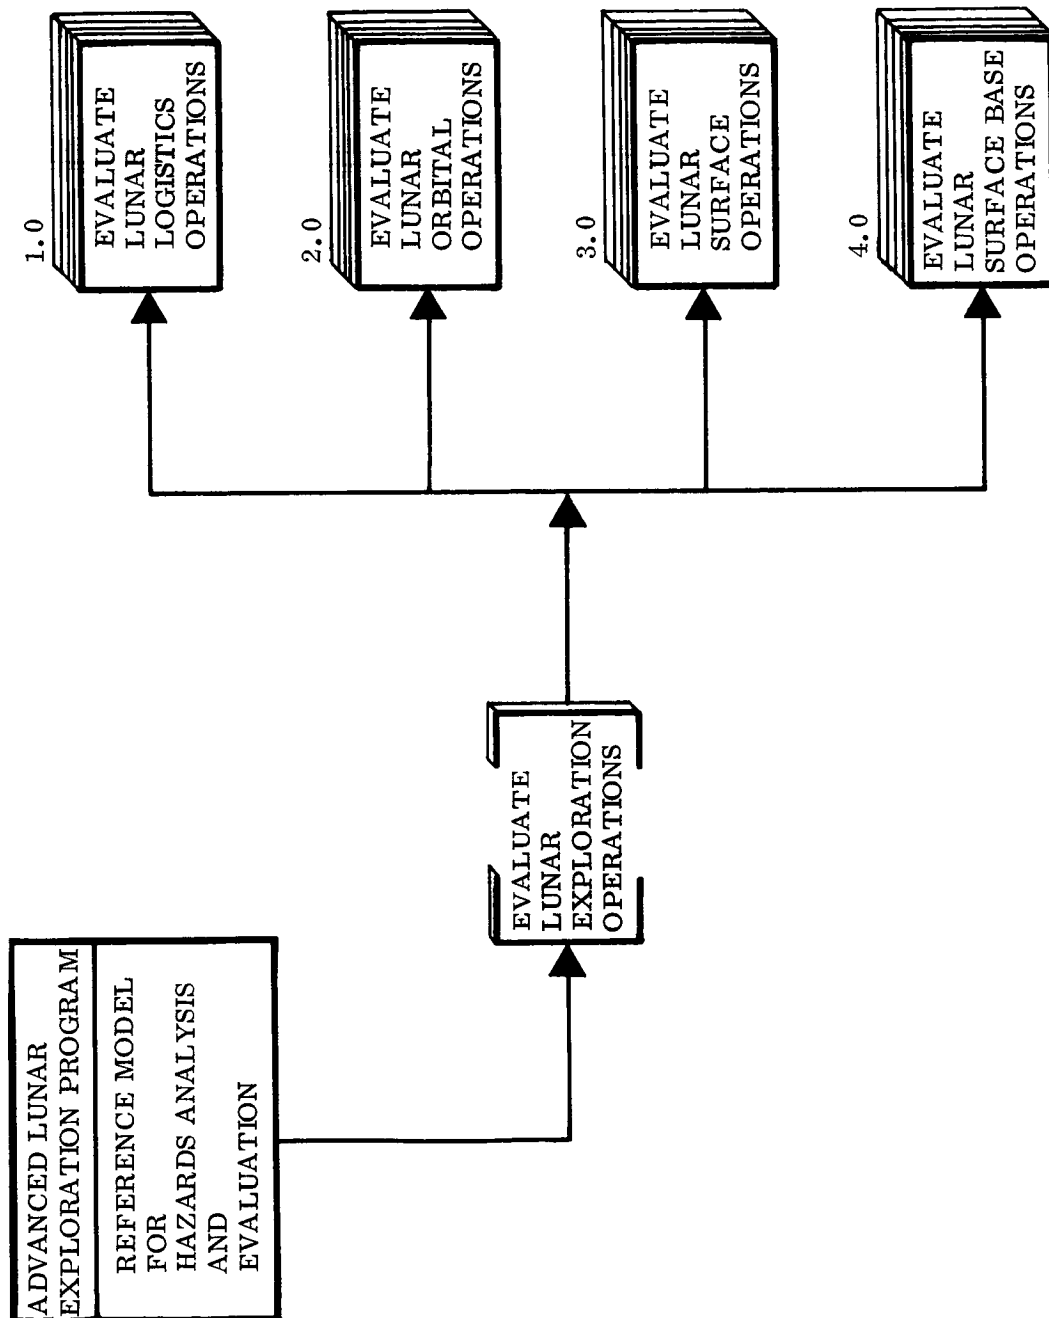 ADVANCED LUNAR
EXPLORATION PROGRAM
REFERENCE MODEL
FOR
HAZARDS ANALYSIS
AND
EVALUATION
EVALUATE
LUNAR
EXPLORATION
OPERATIONS
1.0
EVALUATE
LUNAR
LOGISTICS
OPERATIONS
2.0
EVALUATE
LUNAR
ORBITAL
OPERATIONS
3.0
EVALUATE
LUNAR
SURFACE
OPERATIONS
4.0
EVALUATE
LUNAR
SURFACE BASE
OPERATIONS